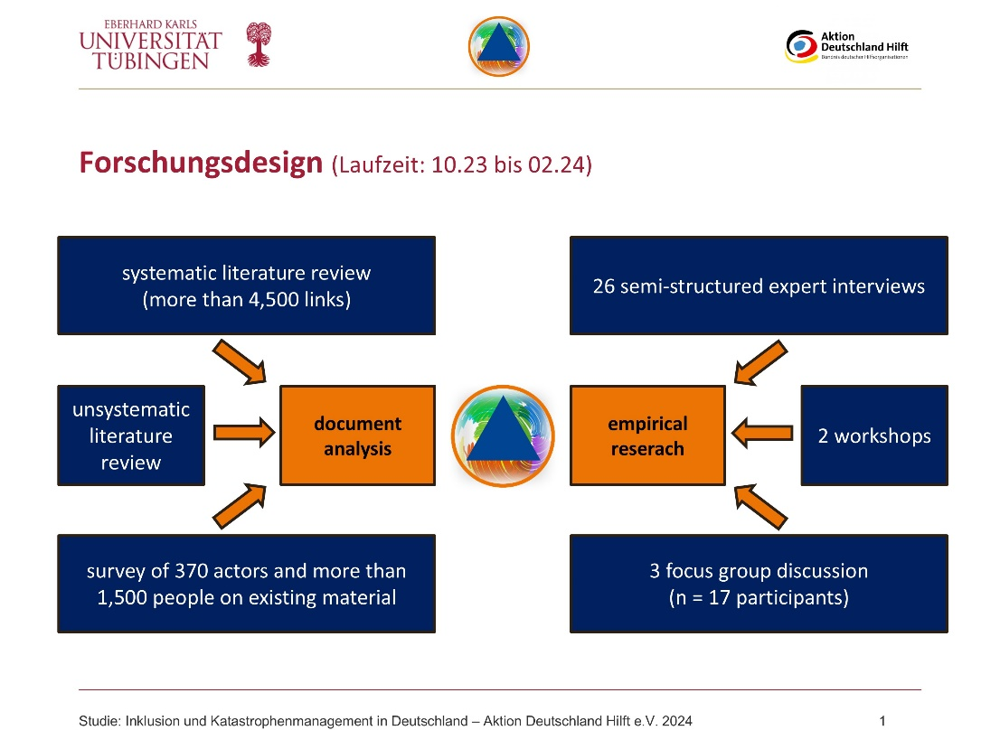 EBERHARD KARLS
UNIVERSITÄT
TÜBINGEN
Aktion
Deutschland Hilft
Bündnis deutscher Hilfsorganisationen
Forschungsdesign (Laufzeit: 10.23 bis 02.24)
systematic literature review
(more than 4,500 links)
26 semi-structured expert interviews
unsystematic
literature
review
document
analysis
empirical
reserach
2 workshops
survey of 370 actors and more than
1,500 people on existing material
3 focus group discussion
(n = 17 participants)
Studie: Inklusion und Katastrophenmanagement in Deutschland – Aktion Deutschland Hilft e.V. 2024
1